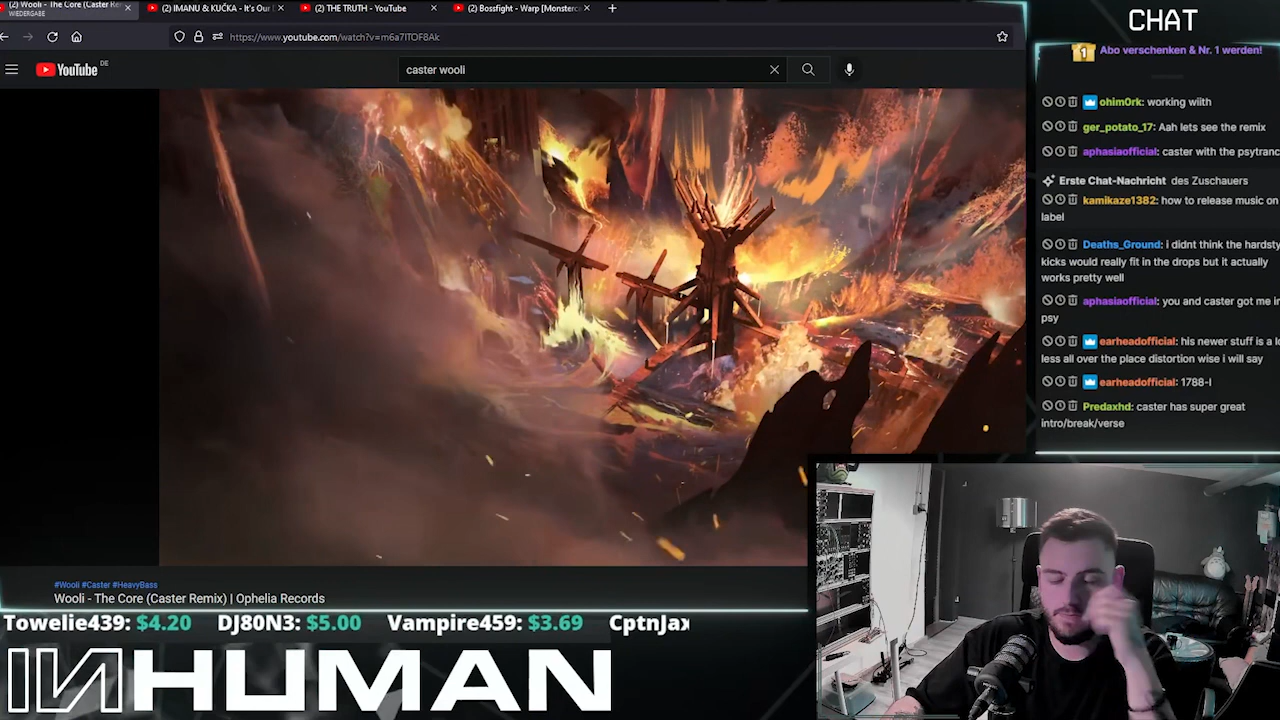 (2) Wooli - The Core (Caster Re
WIEDERGABE
(2) IMANU & KUČKA - It's Our
(2) THE TRUTH - YouTube
(2) Bossfight - Warp [Monsterca
https://www.youtube.com/watch?v=m6a7ITOF8Ak
YouTube DE
caster wooli
CHAT
1 Abo verschenken & Nr. 1 werden!
ohim0rk: working wiith
ger_potato_17: Aah lets see the remix
aphasiaofficial: caster with the psytranc
Erste Chat-Nachricht des Zuschauers
kamikaze1382: how to release music on
label
Deaths_Ground: i didnt think the hardsty
kicks would really fit in the drops but it actually
works pretty well
aphasiaofficial: you and caster got me in
psy
earheadofficial: his newer stuff is a lo
less all over the place distortion wise i will say
earheadofficial: 1788-l
Predaxhd: caster has super great
intro/break/verse
#Wooli #Caster #HeavyBass
Wooli - The Core (Caster Remix) | Ophelia Records
Towelie439: $4.20 DJ80N3: $5.00 Vampire459: $3.69 CptnJax
INHUMAN